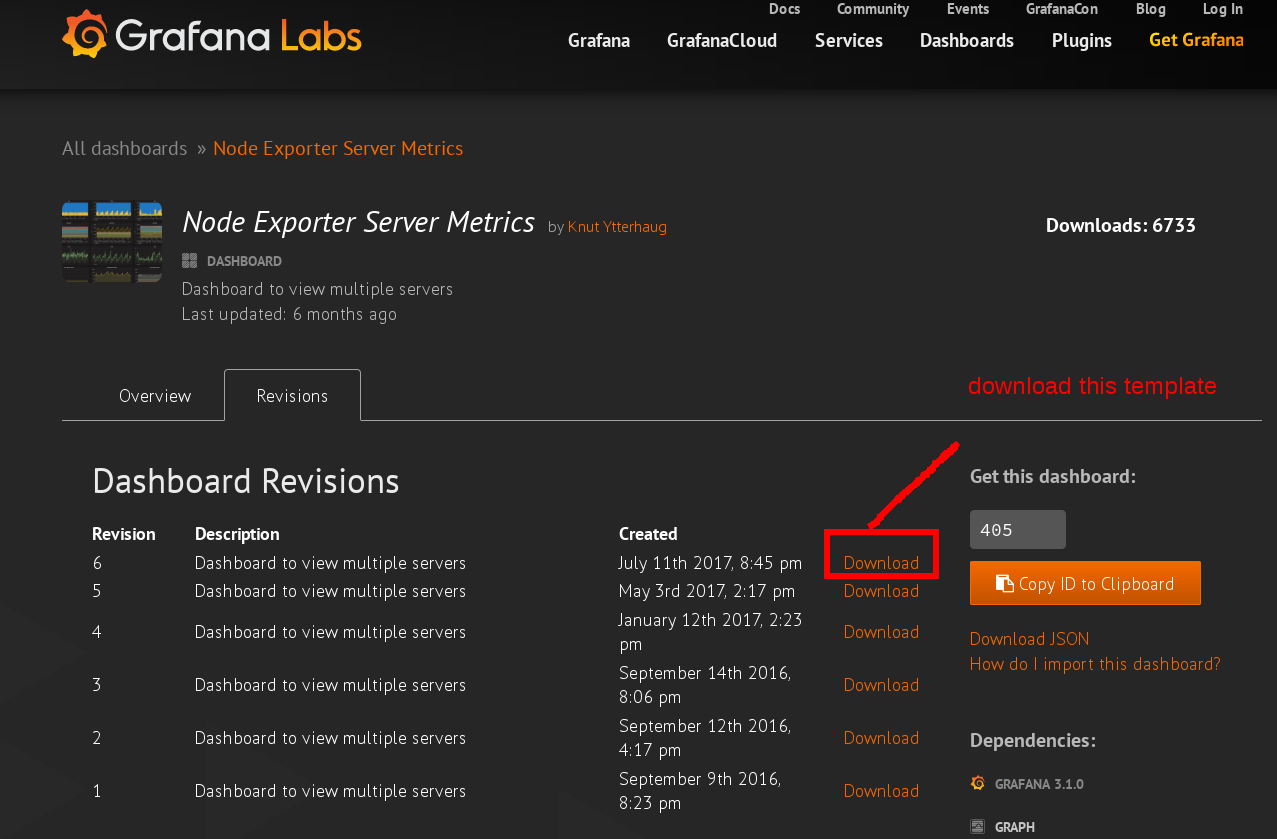 Docs Community Events GrafanaCon Blog Log In
Grafana Labs
Grafana GrafanaCloud Services Dashboards Plugins Get Grafana
All dashboards » Node Exporter Server Metrics
Node Exporter Server Metrics by Knut Ytterhaug
Downloads: 6733
DASHBOARD
Dashboard to view multiple servers
Last updated: 6 months ago
Overview Revisions
download this template
Dashboard Revisions
Revision Description Created
6 Dashboard to view multiple servers July 11th 2017, 8:45 pm Download
5 Dashboard to view multiple servers May 3rd 2017, 2:17 pm Download
4 Dashboard to view multiple servers January 12th 2017, 2:23
pm Download
3 Dashboard to view multiple servers September 14th 2016,
8:06 pm Download
2 Dashboard to view multiple servers September 12th 2016,
4:17 pm Download
1 Dashboard to view multiple servers September 9th 2016,
8:23 pm Download
Get this dashboard:
405
Copy ID to Clipboard
Download JSON
How do I import this dashboard?
Dependencies:
GRAFANA 3.1.0
GRAPH